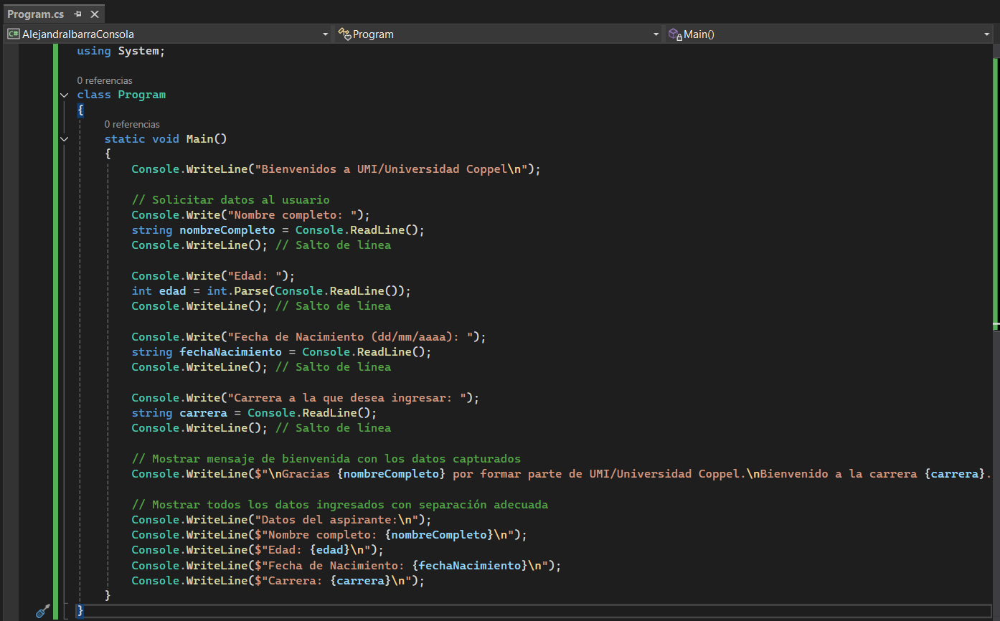 Program.cs
C# AlejandraIbarraConsola Program Main()
using System;
0 referencias
class Program
{
0 referencias
static void Main()
{
Console.WriteLine("Bienvenidos a UMI/Universidad Coppel\n");
// Solicitar datos al usuario
Console.Write("Nombre completo: ");
string nombreCompleto = Console.ReadLine();
Console.WriteLine(); // Salto de línea
Console.Write("Edad: ");
int edad = int.Parse(Console.ReadLine());
Console.WriteLine(); // Salto de línea
Console.Write("Fecha de Nacimiento (dd/mm/aaaa): ");
string fechaNacimiento = Console.ReadLine();
Console.WriteLine(); // Salto de línea
Console.Write("Carrera a la que desea ingresar: ");
string carrera = Console.ReadLine();
Console.WriteLine(); // Salto de línea
// Mostrar mensaje de bienvenida con los datos capturados
Console.WriteLine($"\nGracias {nombreCompleto} por formar parte de UMI/Universidad Coppel.\nBienvenido a la carrera {carrera}.
// Mostrar todos los datos ingresados con separación adecuada
Console.WriteLine("Datos del aspirante:\n");
Console.WriteLine($"Nombre completo: {nombreCompleto}\n");
Console.WriteLine($"Edad: {edad}\n");
Console.WriteLine($"Fecha de Nacimiento: {fechaNacimiento}\n");
Console.WriteLine($"Carrera: {carrera}\n");
}
}